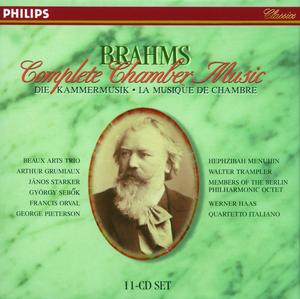 PHILIPS
Classics
BRAHMS
Complete Chamber Music
DIE KAMMERMUSIK • LA MUSIQUE DE CHAMBRE
BEAUX ARTS TRIO
ARTHUR GRUMIAUX
JÁNOS STARKER
GYÖRGY SEBŐK
FRANCIS ORVAL
GEORGE PIETERSON
HEPHZIBAH MENUHIN
WALTER TRAMPLER
MEMBERS OF THE BERLIN
PHILHARMONIC OCTET
WERNER HAAS
QUARTETTO ITALIANO
11-CD SET